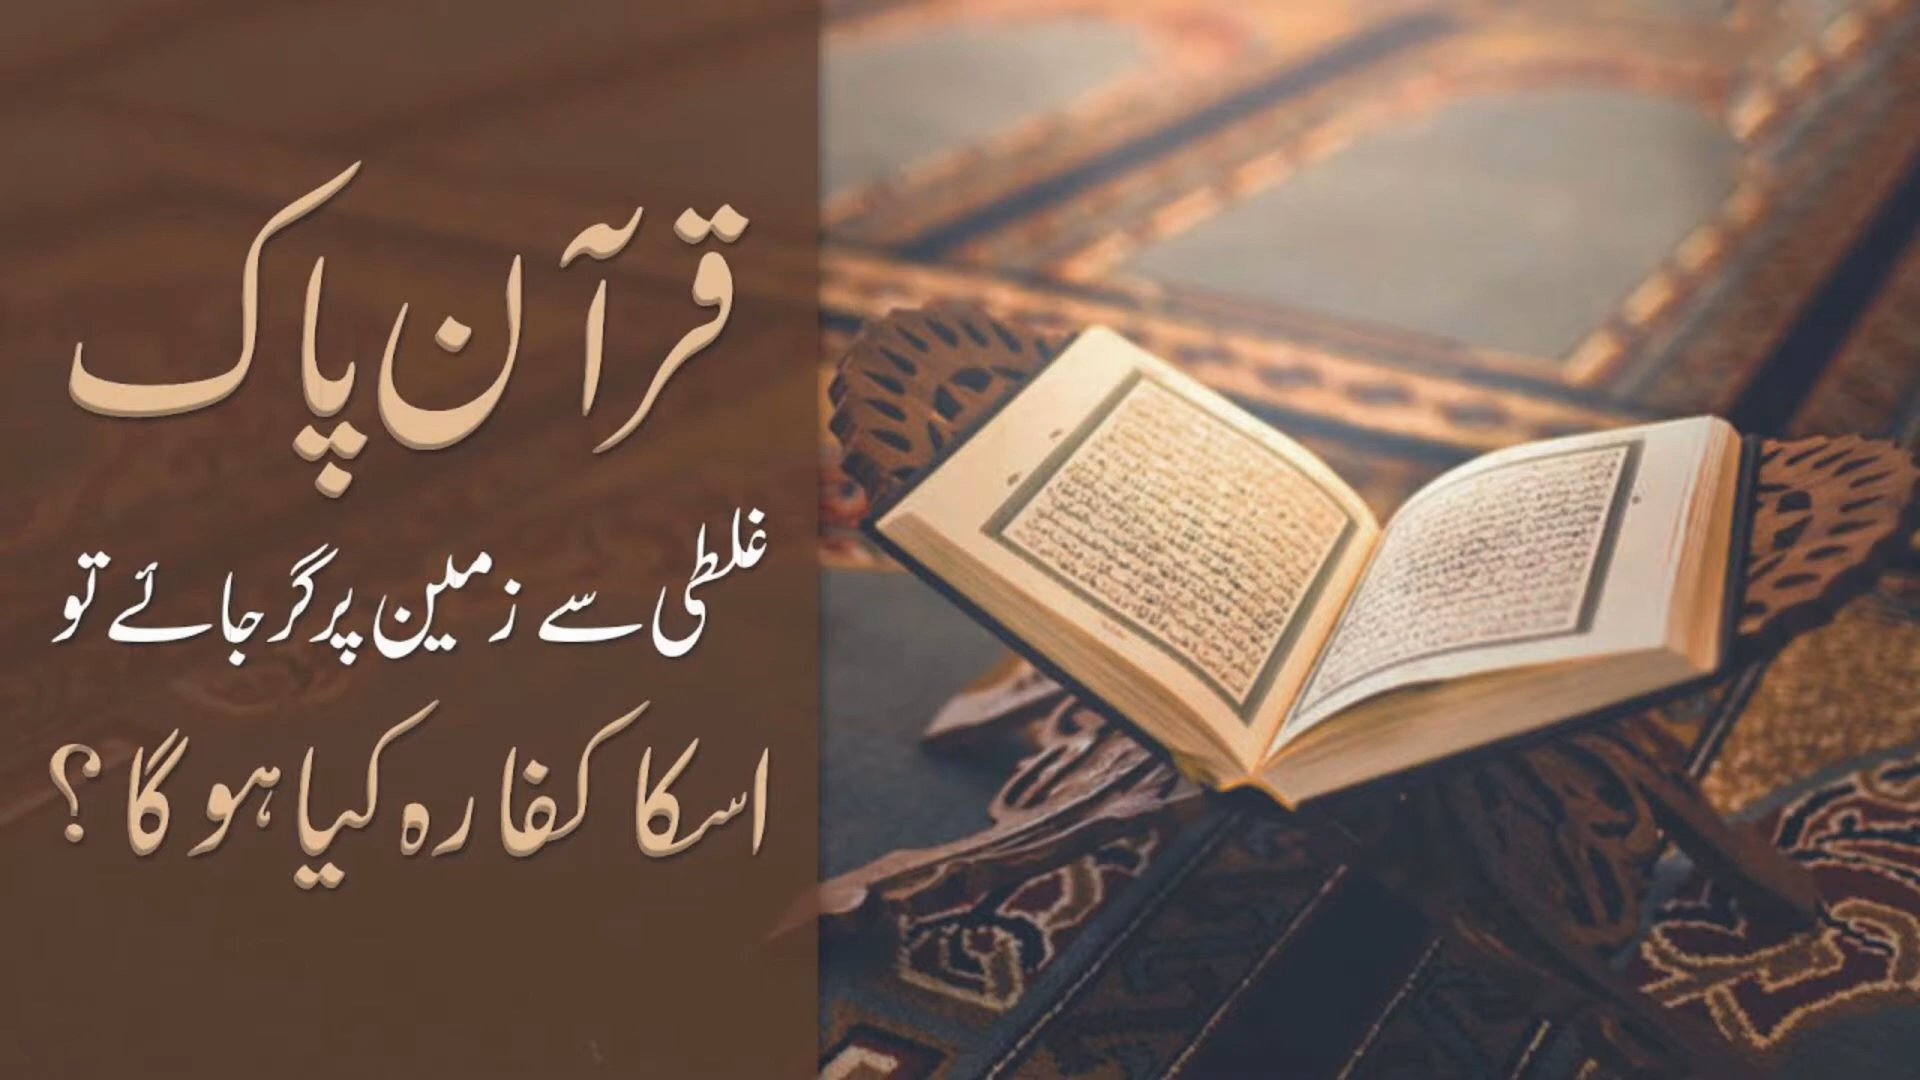 قرآن پاک
غلطی سے زمین پر گر جائے تو
اسکا کفارہ کیا ہو گا؟